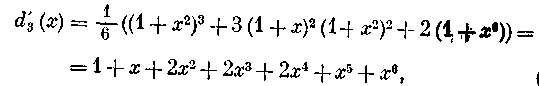 d₃′(x) = 1/6 ((1 + x²)³ + 3 (1 + x)² (1 + x²)² + 2 (1 + x⁶)) =
= 1 + x + 2x² + 2x³ + 2x⁴ + x⁵ + x⁶,